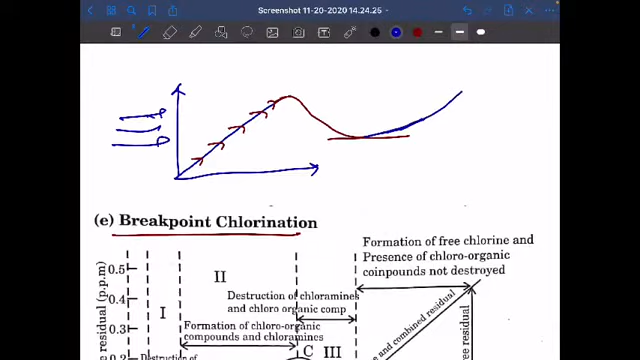 Screenshot 11-20-2020 14.24.25
(e) Breakpoint Chlorination
Formation of free chlorine and
Presence of chloro-organic
coinpounds not destroyed
0.5
II
Destruction of chloramines
and chloro organic comp
0.4
I
Formation of chloro-organic
compounds and chloramines
0.3
C III
0.2
Destruction of
e residual (p.p.m)
e and combined residual
free residual